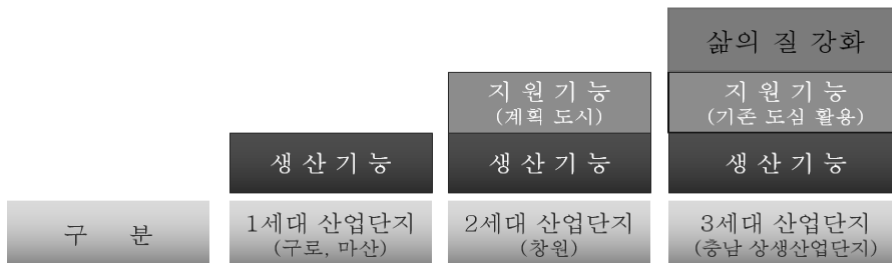 삶의 질 강화
지 원 기 능
(계획 도시)
지 원 기 능
(기존 도심 활용)
생 산 기 능
생 산 기 능
생 산 기 능
구 분
1세대 산업단지
(구로, 마산)
2세대 산업단지
(창원)
3세대 산업단지
(충남 상생산업단지)